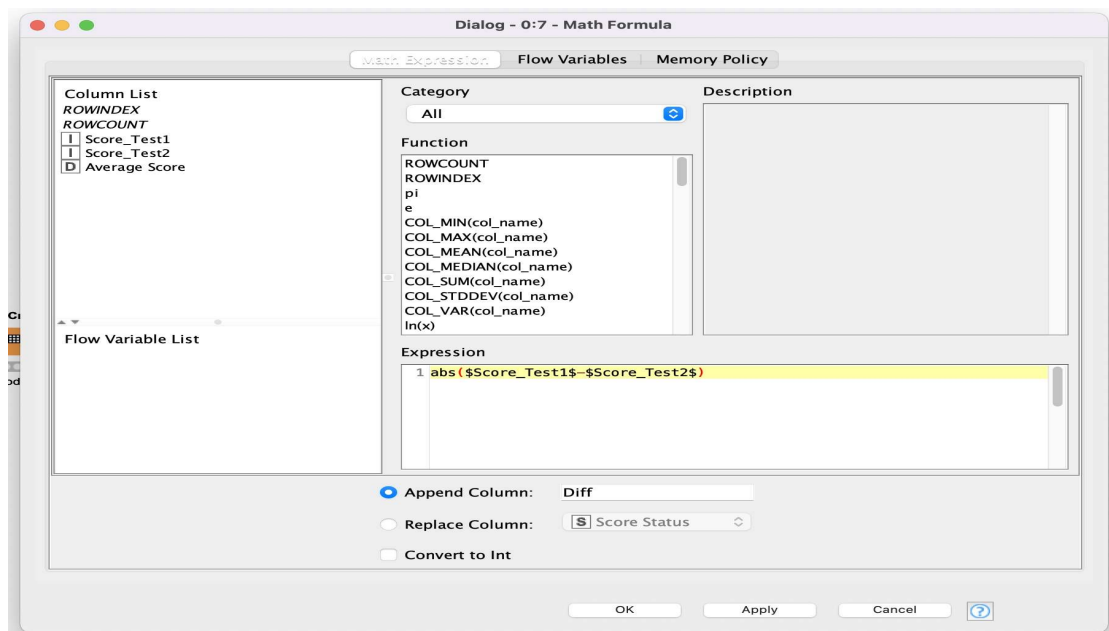 Dialog - 0:7 - Math Formula
Math Expression Flow Variables Memory Policy
Column List
ROWINDEX
ROWCOUNT
I Score_Test1
I Score_Test2
D Average Score
Flow Variable List
Category
All
Function
ROWCOUNT
ROWINDEX
pi
e
COL_MIN(col_name)
COL_MAX(col_name)
COL_MEAN(col_name)
COL_MEDIAN(col_name)
COL_SUM(col_name)
COL_STDDEV(col_name)
COL_VAR(col_name)
ln(x)
Description
Expression
1 abs($Score_Test1$-$Score_Test2$)
Append Column: Diff
Replace Column: S Score Status
Convert to Int
OK Apply Cancel ?